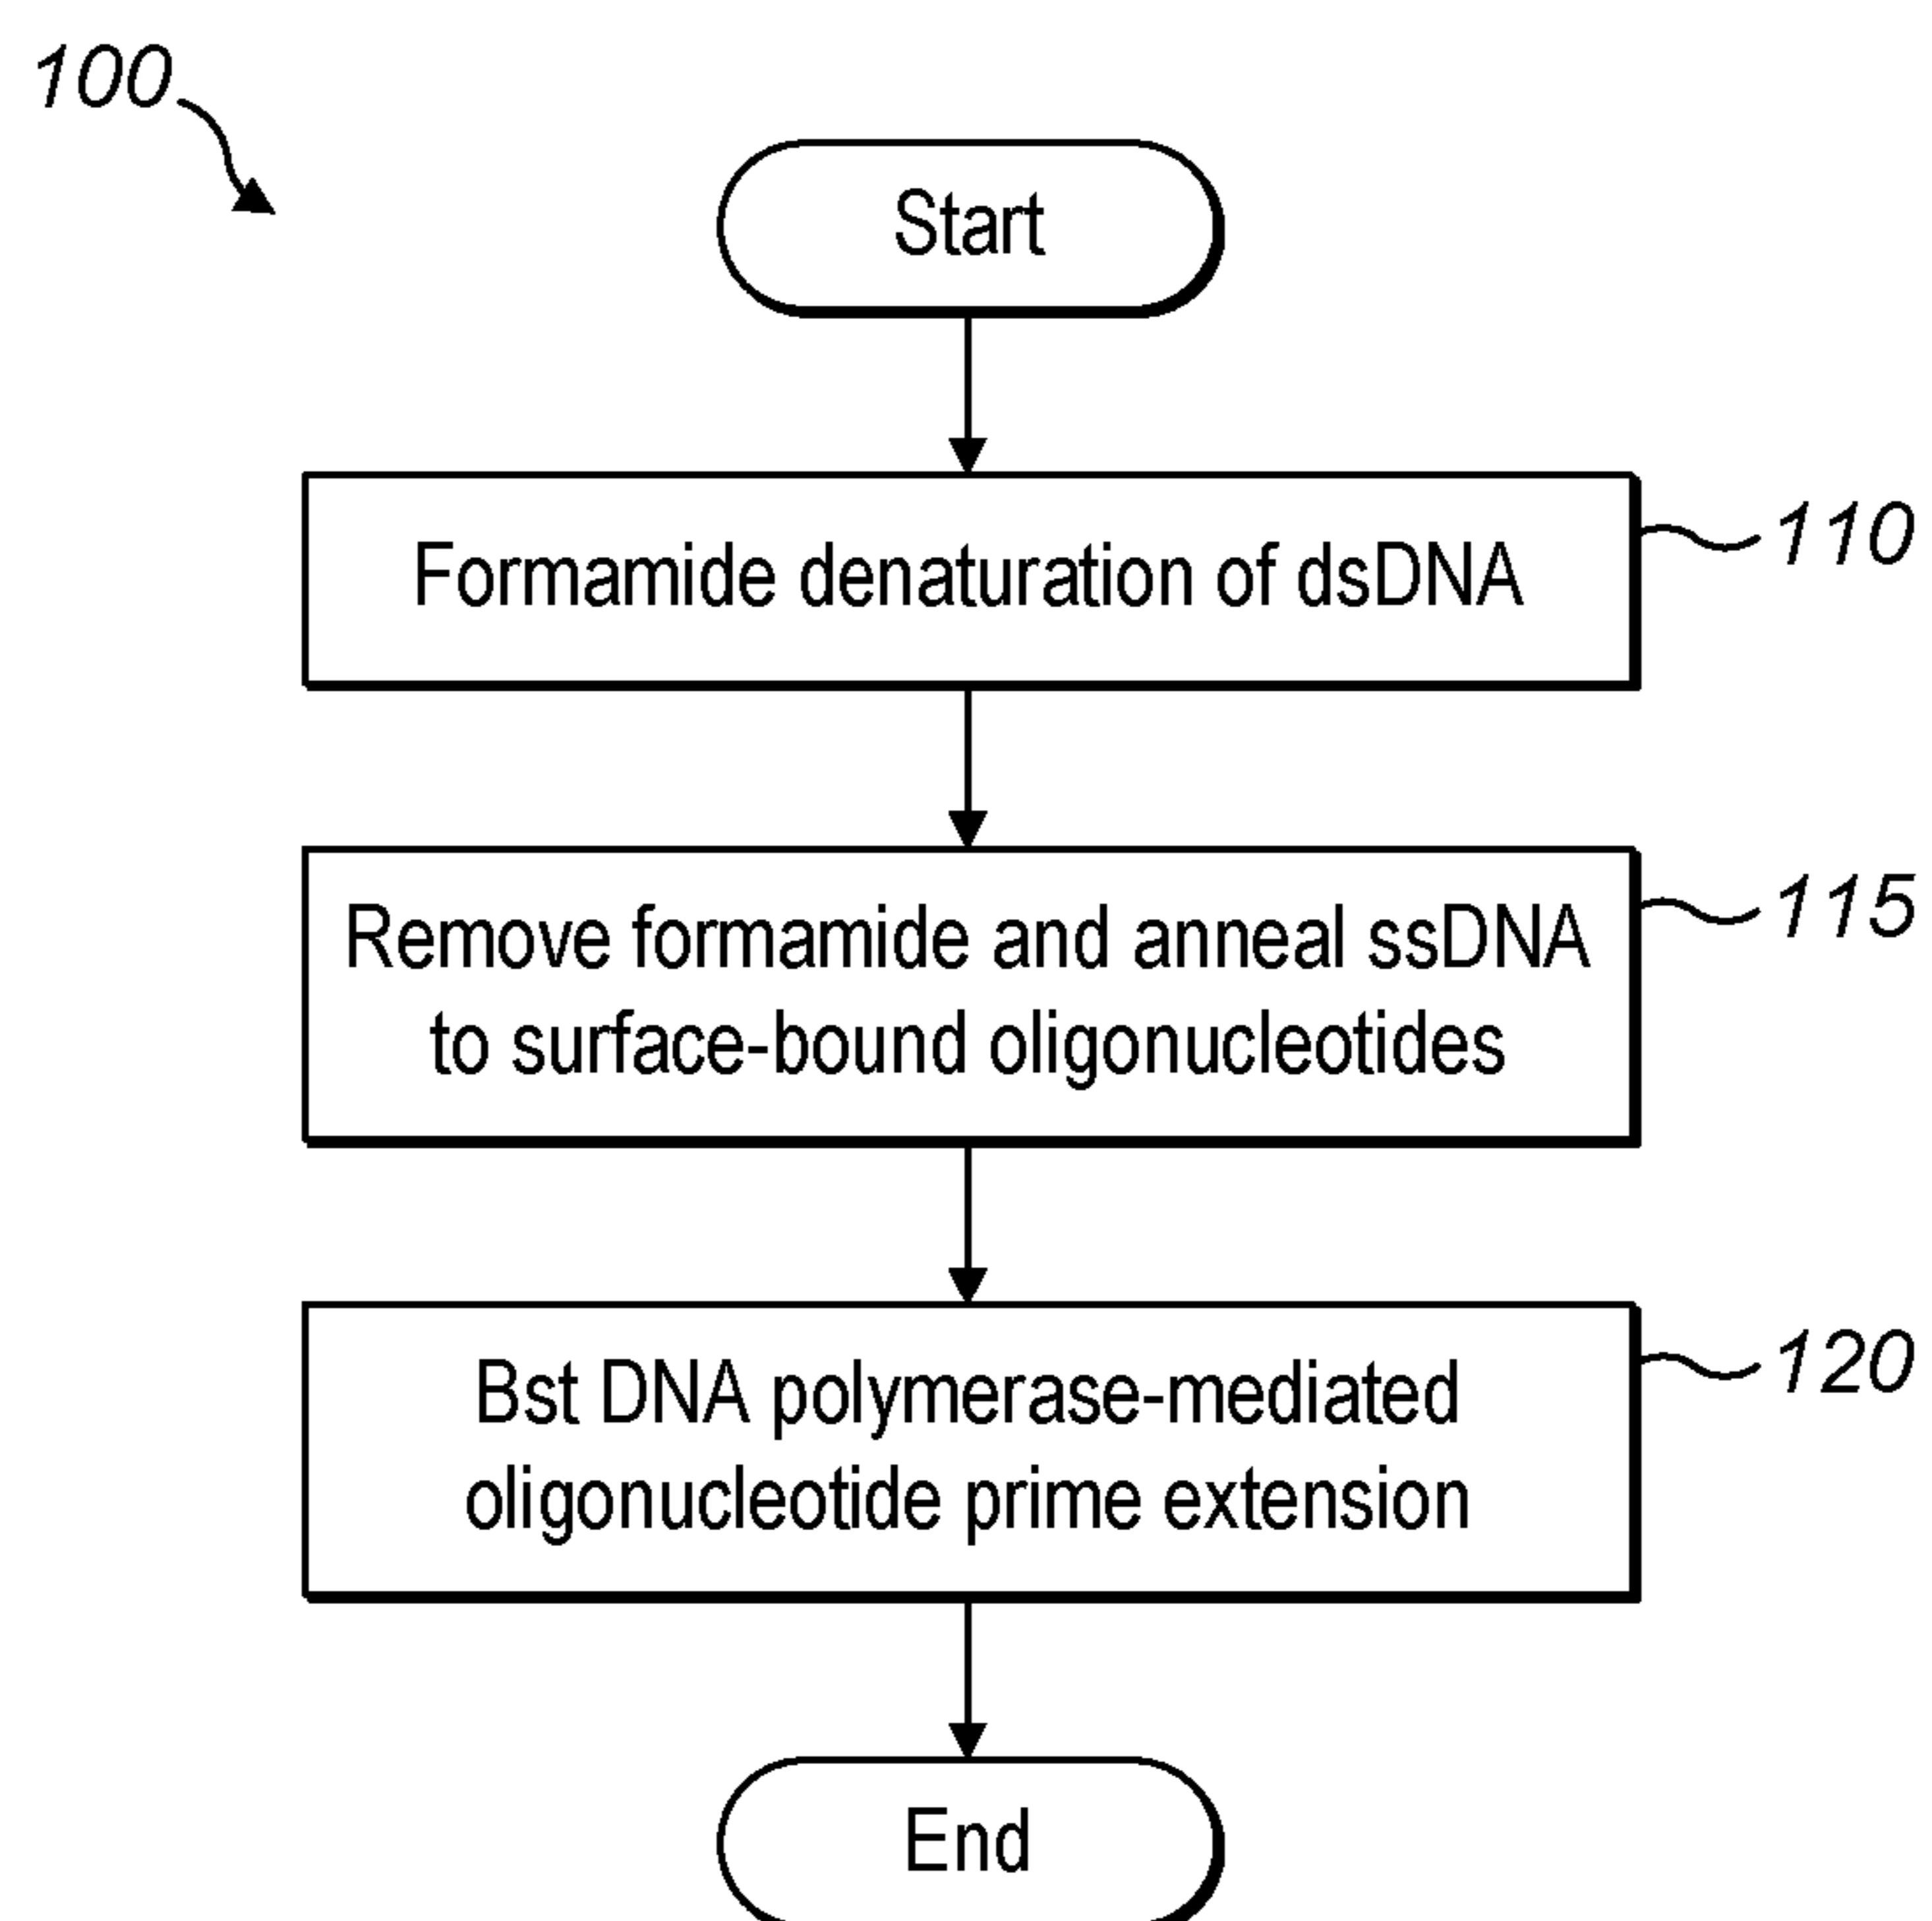 100
Start
Formamide denaturation of dsDNA
110
Remove formamide and anneal ssDNA
to surface-bound oligonucleotides
115
Bst DNA polymerase-mediated
oligonucleotide prime extension
120
End